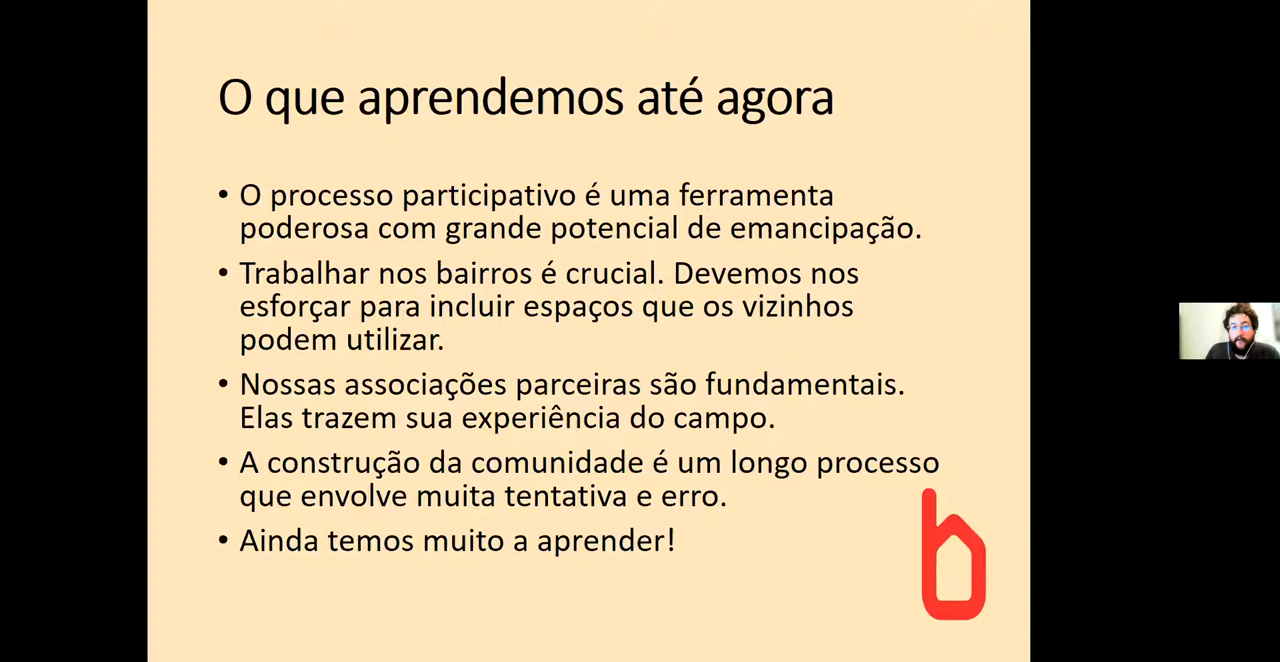 O que aprendemos até agora
• O processo participativo é uma ferramenta
poderosa com grande potencial de emancipação.
• Trabalhar nos bairros é crucial. Devemos nos
esforçar para incluir espaços que os vizinhos
podem utilizar.
• Nossas associações parceiras são fundamentais.
Elas trazem sua experiência do campo.
• A construção da comunidade é um longo processo
que envolve muita tentativa e erro.
• Ainda temos muito a aprender!
b